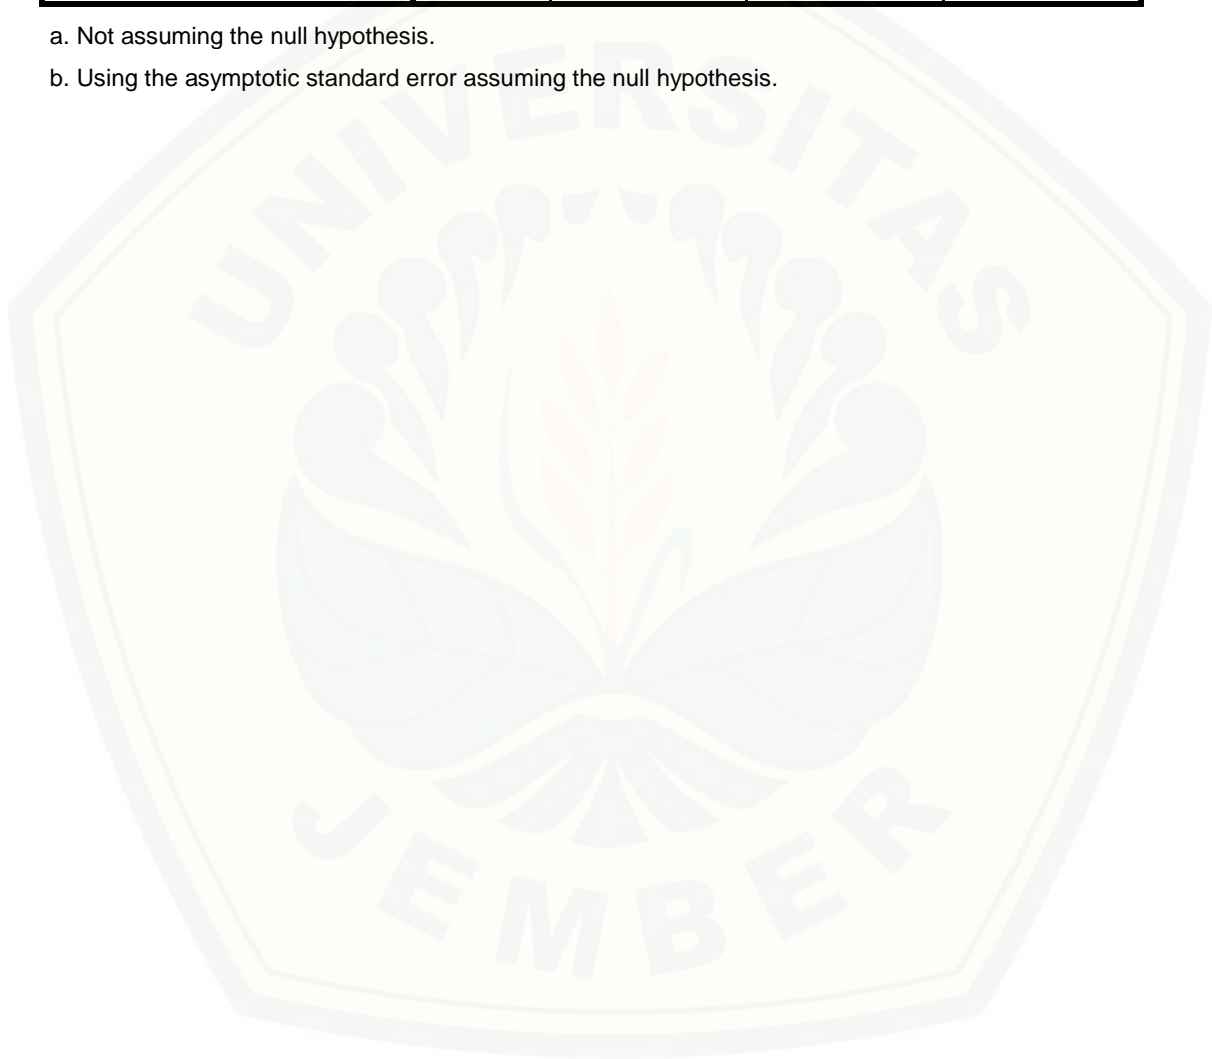 a. Not assuming the null hypothesis.
b. Using the asymptotic standard error assuming the null hypothesis.
UNIVERSITAS
JEMBER